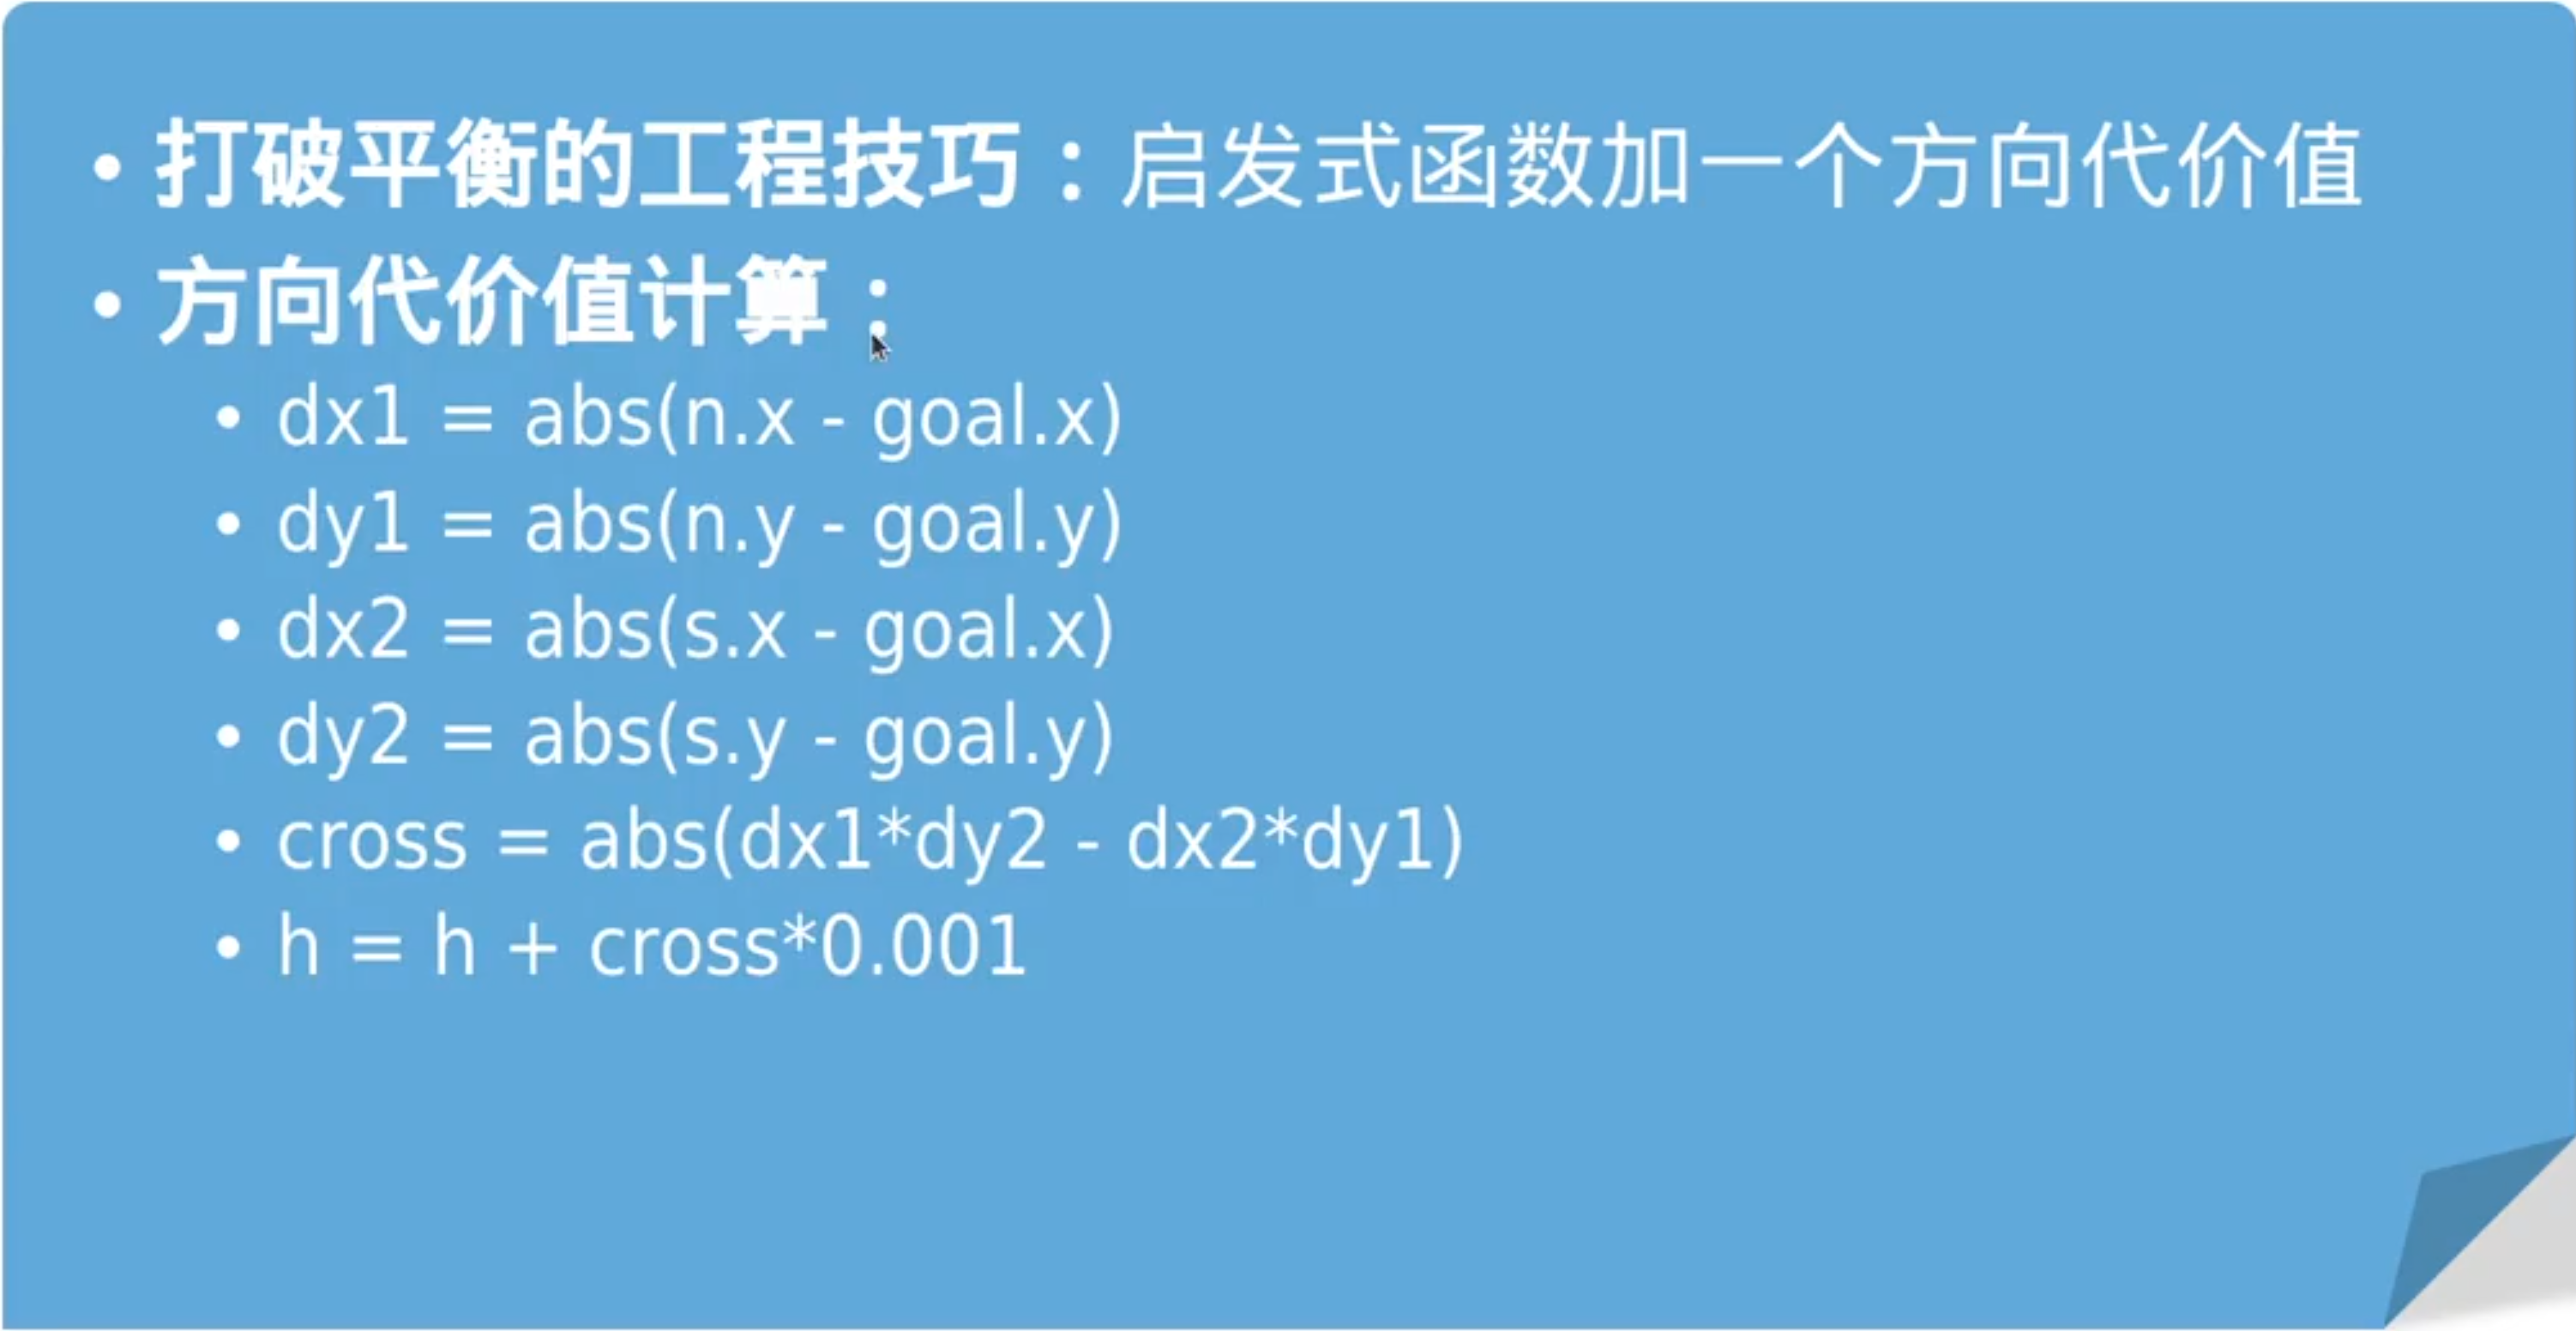 • 打破平衡的工程技巧：启发式函数加一个方向代价值
• 方向代价值计算：
• dx1 = abs(n.x - goal.x)
• dy1 = abs(n.y - goal.y)
• dx2 = abs(s.x - goal.x)
• dy2 = abs(s.y - goal.y)
• cross = abs(dx1*dy2 - dx2*dy1)
• h = h + cross*0.001